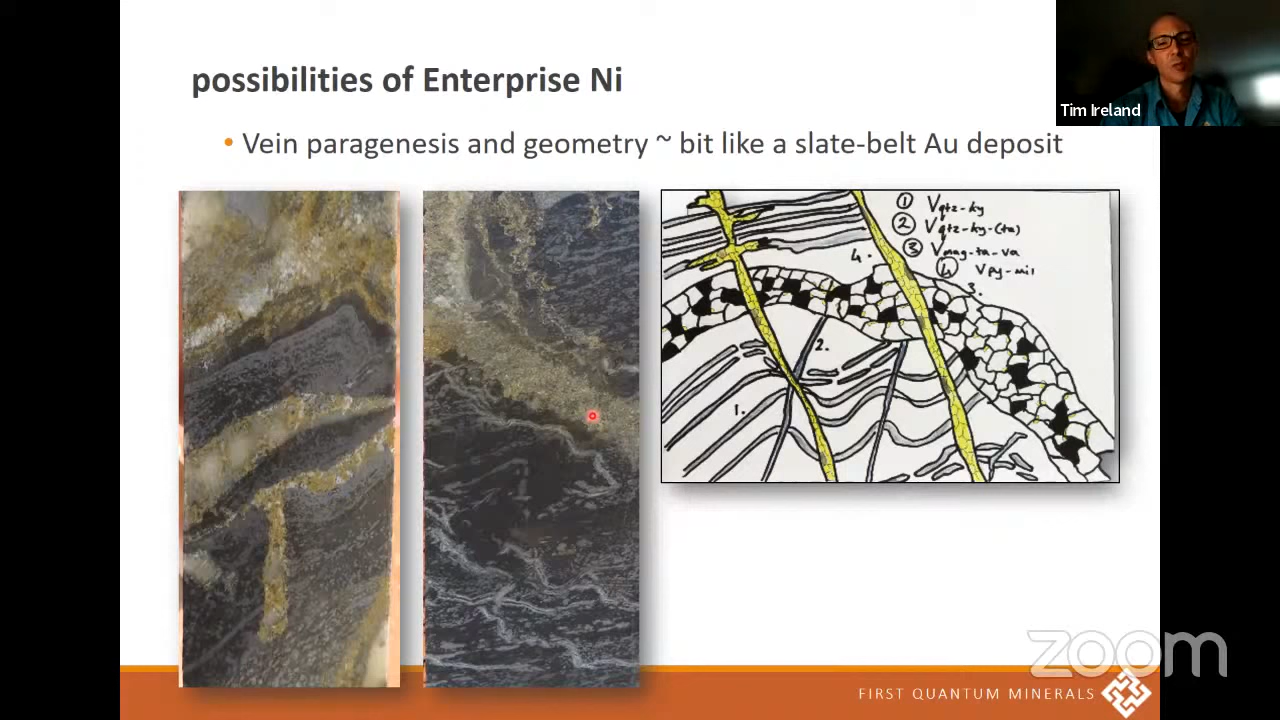 possibilities of Enterprise Ni
• Vein paragenesis and geometry ~ bit like a slate-belt Au deposit
Tim Ireland
① Vqtz-ky
② Vqtz-ky-(ta)
③ Vmag-ta-va
④ Vpy-mil
4.
3.
2.
1.
zoom
FIRST QUANTUM MINERALS